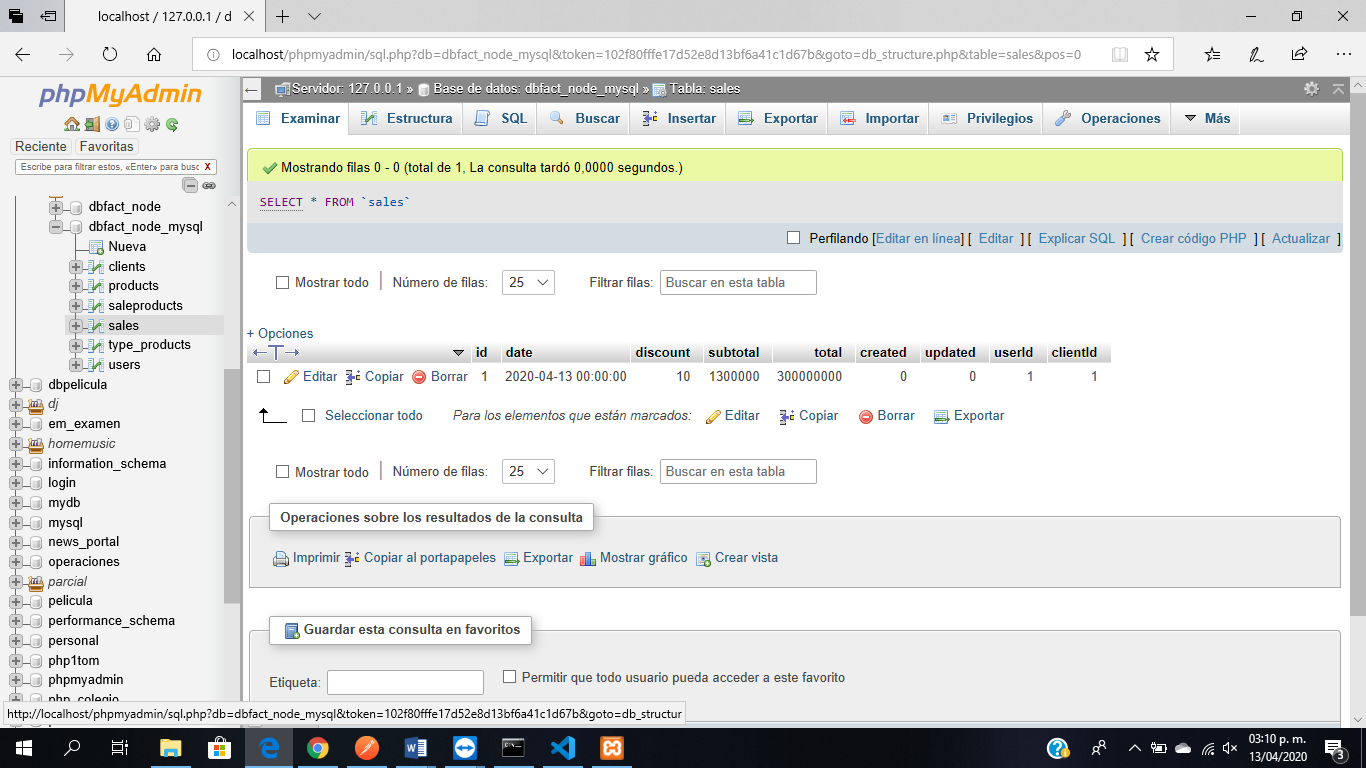 localhost / 127.0.0.1 / d
localhost/phpmyadmin/sql.php?db=dbfact_node_mysql&token=102f80fffe17d52e8d13bf6a41c1d67b&goto=db_structure.php&table=sales&pos=0
phpMyAdmin
Reciente Favoritas
Escribe para filtrar estos, «Enter» para busc X
dbfact_node
dbfact_node_mysql
Nueva
clients
products
saleproducts
sales
type_products
users
dbpelicula
dj
em_examen
homemusic
information_schema
login
mydb
mysql
news_portal
operaciones
parcial
pelicula
performance_schema
personal
php1tom
phpmyadmin
php_colegio
Servidor: 127.0.0.1 » Base de datos: dbfact_node_mysql » Tabla: sales
Examinar Estructura SQL Buscar Insertar Exportar Importar Privilegios Operaciones Más
Mostrando filas 0 - 0 (total de 1, La consulta tardó 0,0000 segundos.)
SELECT * FROM `sales`
Perfilando [Editar en línea] [ Editar ] [ Explicar SQL ] [ Crear código PHP ] [ Actualizar ]
Mostrar todo Número de filas: 25 Filtrar filas: Buscar en esta tabla
+ Opciones
id date discount subtotal total created updated userId clientId
Editar Copiar Borrar 1 2020-04-13 00:00:00 10 1300000 300000000 0 0 1 1
Seleccionar todo Para los elementos que están marcados: Editar Copiar Borrar Exportar
Mostrar todo Número de filas: 25 Filtrar filas: Buscar en esta tabla
Operaciones sobre los resultados de la consulta
Imprimir Copiar al portapapeles Exportar Mostrar gráfico Crear vista
Guardar esta consulta en favoritos
Etiqueta: Permitir que todo usuario pueda acceder a este favorito
http://localhost/phpmyadmin/sql.php?db=dbfact_node_mysql&token=102f80fffe17d52e8d13bf6a41c1d67b&goto=db_structur
03:10 p. m.
13/04/2020
3